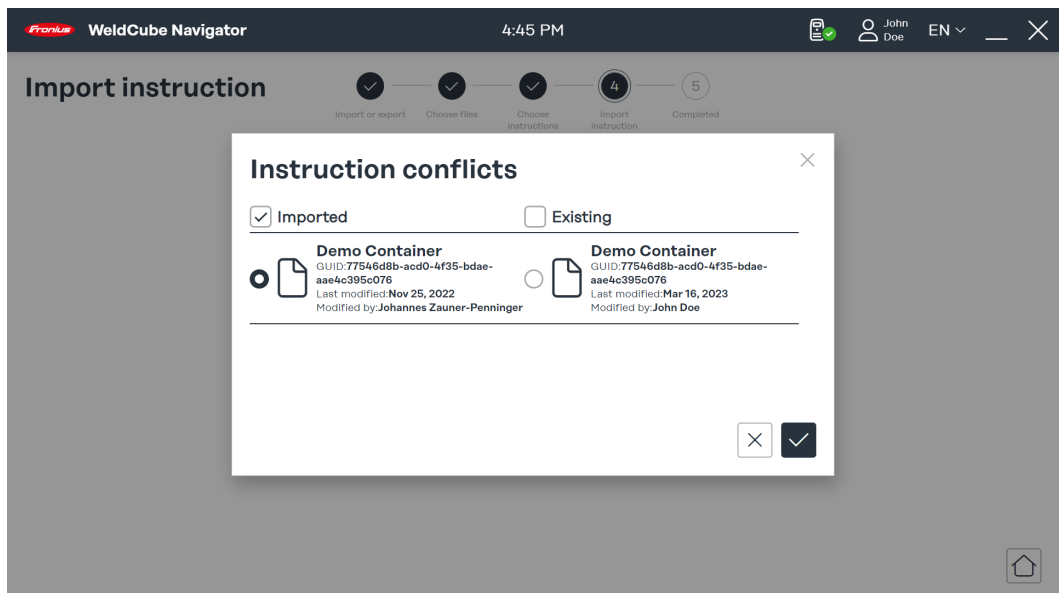 Fronius WeldCube Navigator 4:45 PM John Doe EN
Import instruction
4 5
Import or export Choose files Choose instructions Import instruction Completed
Instruction conflicts
Imported Existing
Demo Container
GUID:77546d8b-acd0-4f35-bdae-
aae4c395c076
Last modified:Nov 25, 2022
Modified by:Johannes Zauner-Penninger
Demo Container
GUID:77546d8b-acd0-4f35-bdae-
aae4c395c076
Last modified:Mar 16, 2023
Modified by:John Doe